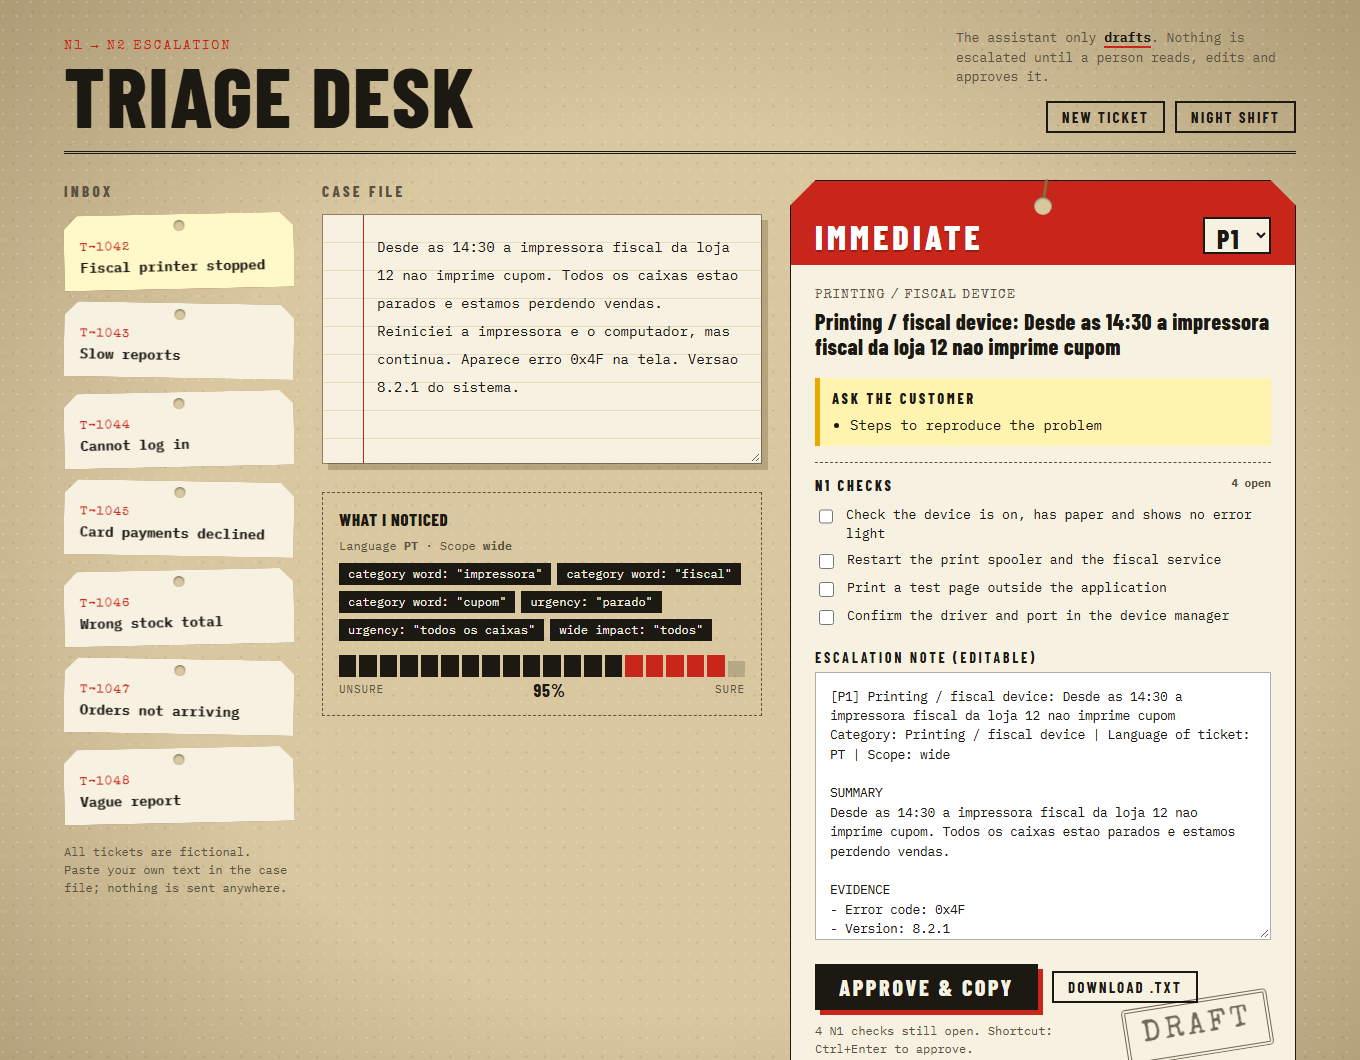 N1 → N2 ESCALATION
TRIAGE DESK
The assistant only drafts. Nothing is
escalated until a person reads, edits and
approves it.
NEW TICKET
NIGHT SHIFT
INBOX
T-1042
Fiscal printer stopped
T-1043
Slow reports
T-1044
Cannot log in
T-1045
Card payments declined
T-1046
Wrong stock total
T-1047
Orders not arriving
T-1048
Vague report
All tickets are fictional.
Paste your own text in the case
file; nothing is sent anywhere.
CASE FILE
Desde as 14:30 a impressora fiscal da loja
12 nao imprime cupom. Todos os caixas estao
parados e estamos perdendo vendas.
Reiniciei a impressora e o computador, mas
continua. Aparece erro 0x4F na tela. Versao
8.2.1 do sistema.
WHAT I NOTICED
Language PT · Scope wide
category word: "impressora"
category word: "fiscal"
category word: "cupom"
urgency: "parado"
urgency: "todos os caixas"
wide impact: "todos"
UNSURE
95%
SURE
IMMEDIATE
P1
PRINTING / FISCAL DEVICE
Printing / fiscal device: Desde as 14:30 a impressora
fiscal da loja 12 nao imprime cupom
ASK THE CUSTOMER
• Steps to reproduce the problem
N1 CHECKS
4 open
Check the device is on, has paper and shows no error
light
Restart the print spooler and the fiscal service
Print a test page outside the application
Confirm the driver and port in the device manager
ESCALATION NOTE (EDITABLE)
[P1] Printing / fiscal device: Desde as 14:30 a
impressora fiscal da loja 12 nao imprime cupom
Category: Printing / fiscal device | Language of ticket:
PT | Scope: wide
SUMMARY
Desde as 14:30 a impressora fiscal da loja 12 nao
imprime cupom. Todos os caixas estao parados e estamos
perdendo vendas.
EVIDENCE
- Error code: 0x4F
- Version: 8.2.1
APPROVE & COPY
DOWNLOAD .TXT
4 N1 checks still open. Shortcut:
Ctrl+Enter to approve.
DRAFT